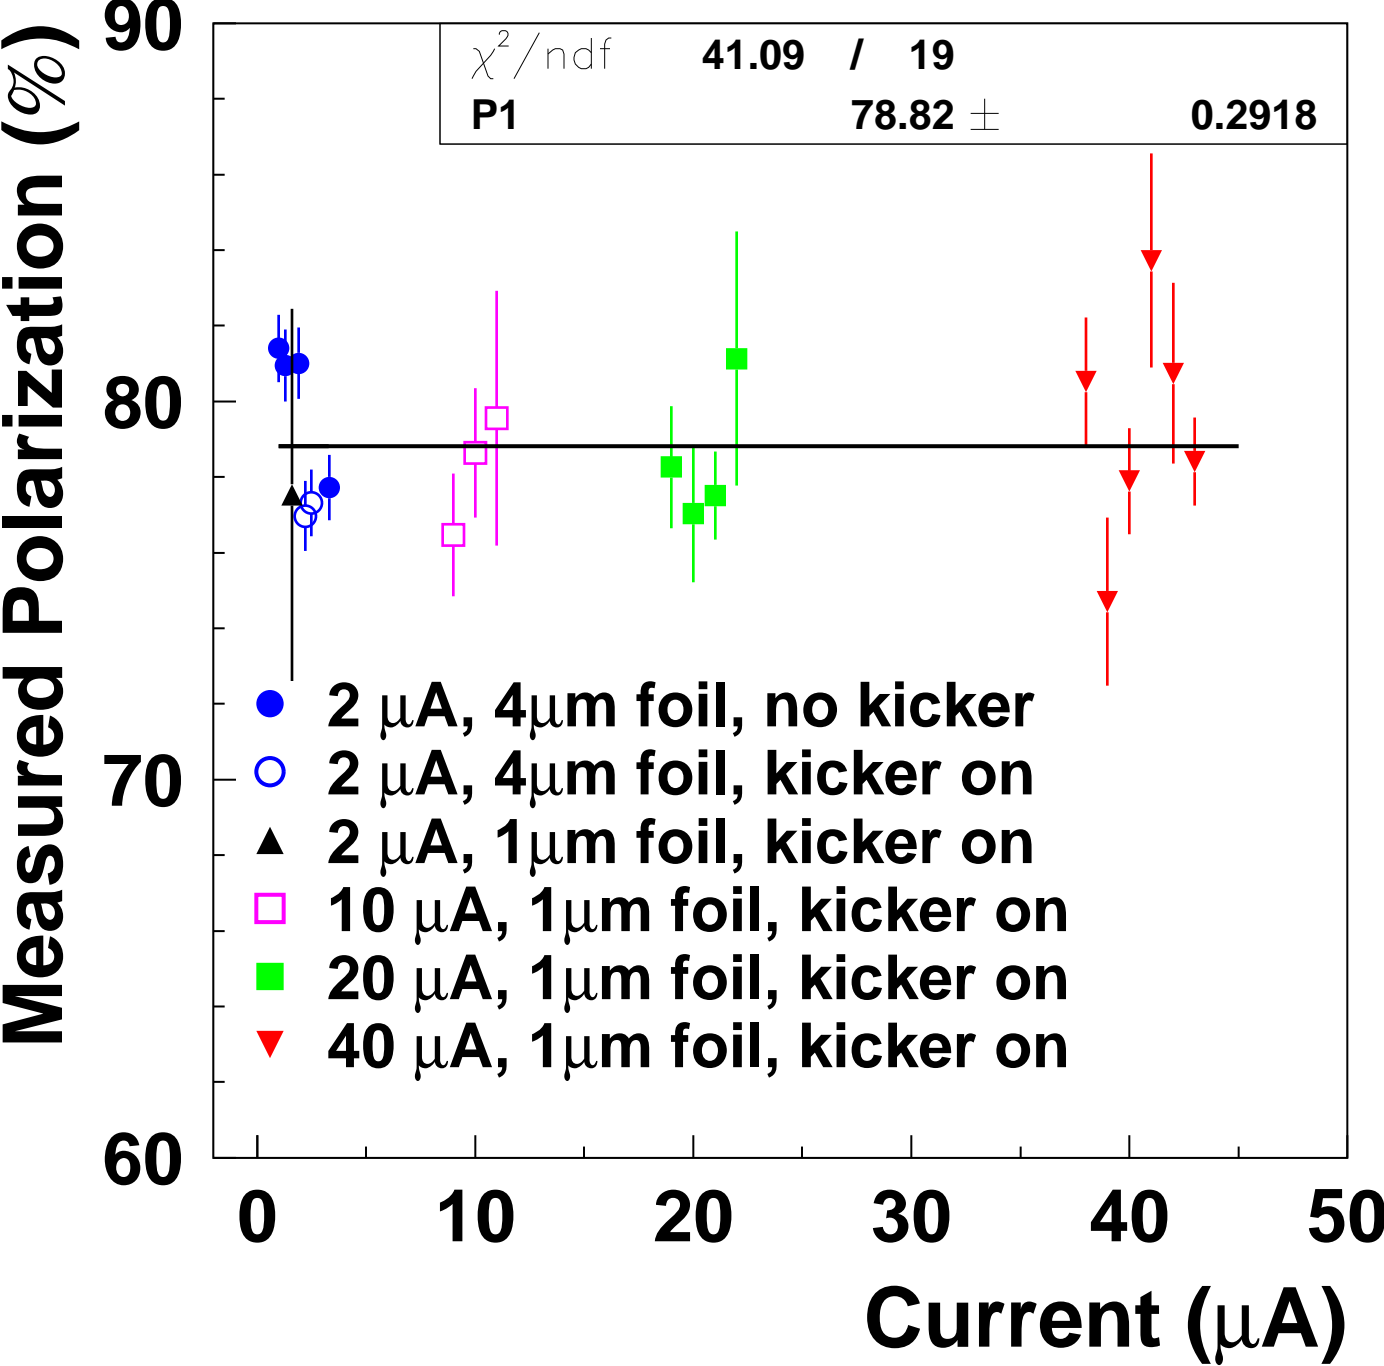 Measured Polarization (%)
90
80
70
60
χ²/ndf 41.09 / 19
P1 78.82 ± 0.2918
2 μA, 4μm foil, no kicker
2 μA, 4μm foil, kicker on
2 μA, 1μm foil, kicker on
10 μA, 1μm foil, kicker on
20 μA, 1μm foil, kicker on
40 μA, 1μm foil, kicker on
0 10 20 30 40 50
Current (μA)